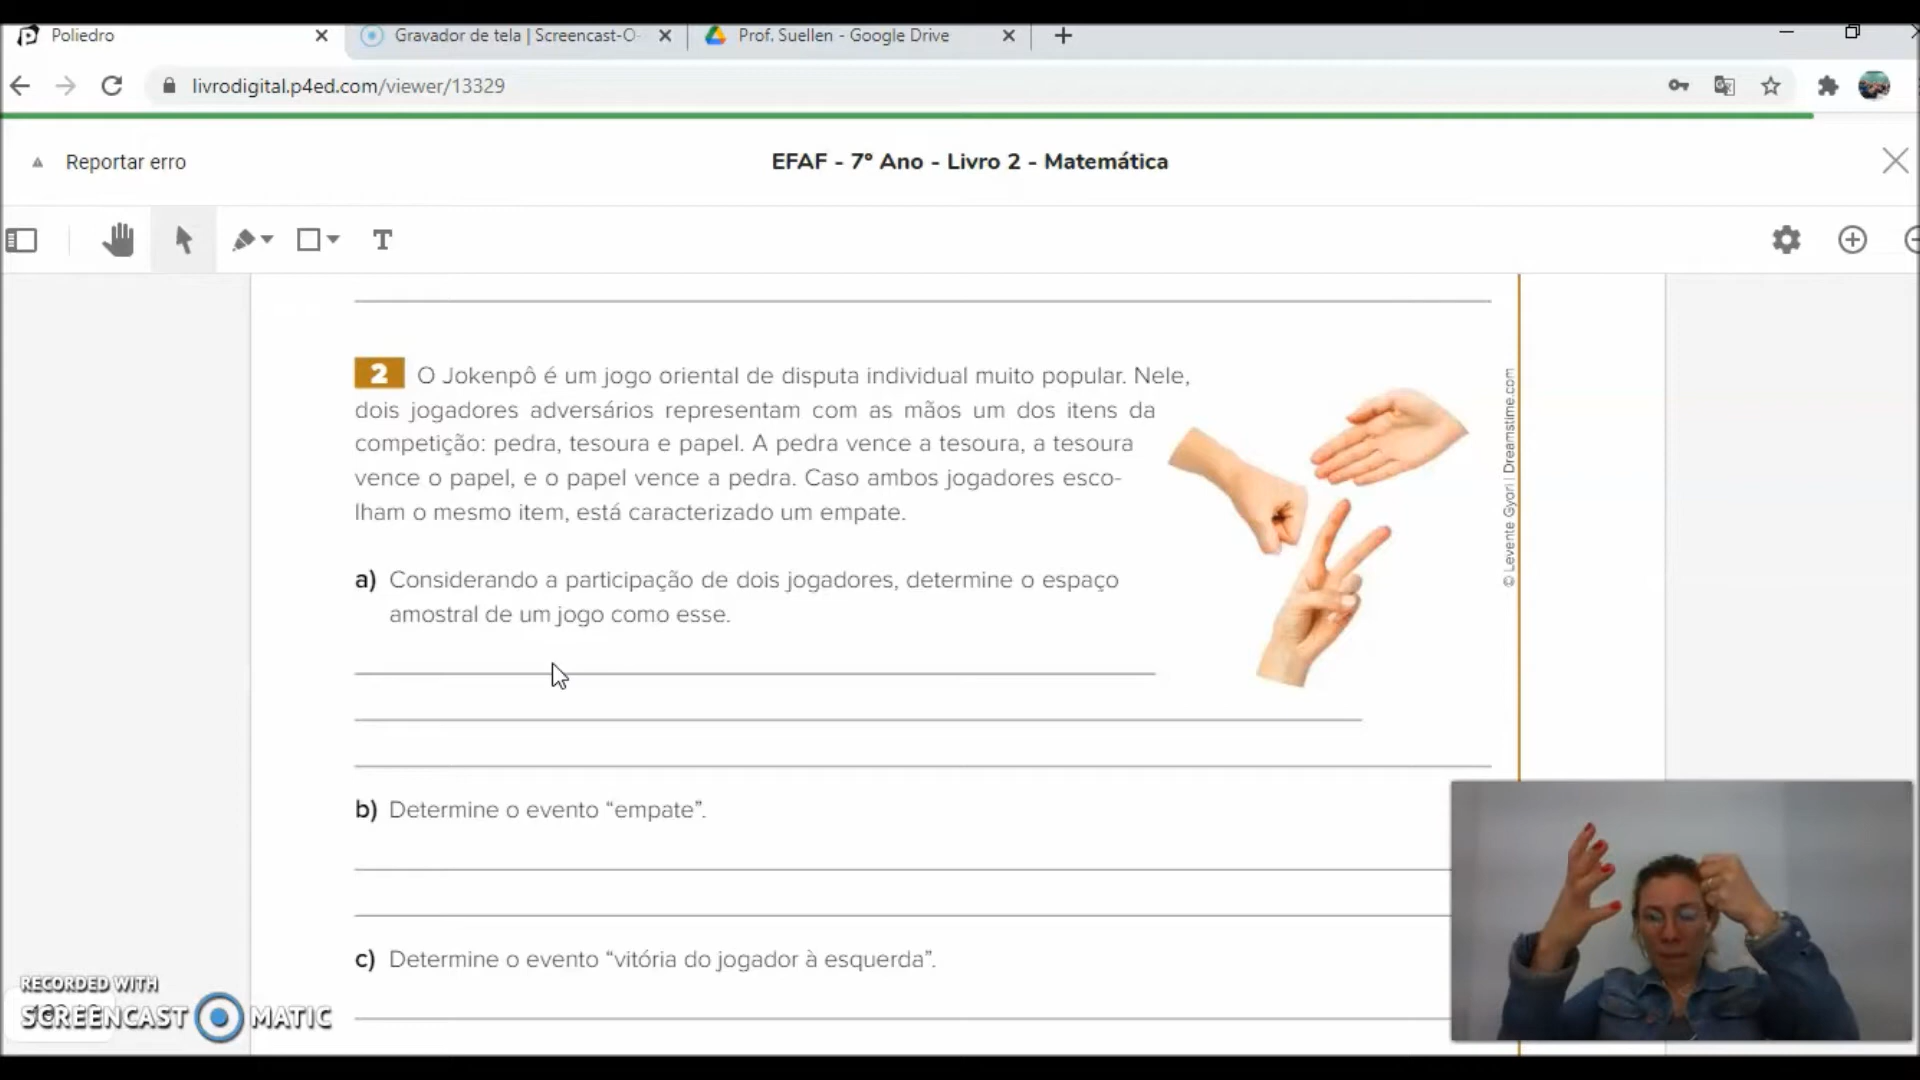 Poliedro
Gravador de tela | Screencast-O-
Prof. Suellen - Google Drive
livrodigital.p4ed.com/viewer/13329
Reportar erro
EFAF - 7º Ano - Livro 2 - Matemática
T
2 O Jokenpô é um jogo oriental de disputa individual muito popular. Nele,
dois jogadores adversários representam com as mãos um dos itens da
competição: pedra, tesoura e papel. A pedra vence a tesoura, a tesoura
vence o papel, e o papel vence a pedra. Caso ambos jogadores esco-
lham o mesmo item, está caracterizado um empate.
© Levente Gyori | Dreamstime.com
a) Considerando a participação de dois jogadores, determine o espaço
amostral de um jogo como esse.
b) Determine o evento “empate”.
c) Determine o evento “vitória do jogador à esquerda”.
RECORDED WITH
SCREENCAST MATIC